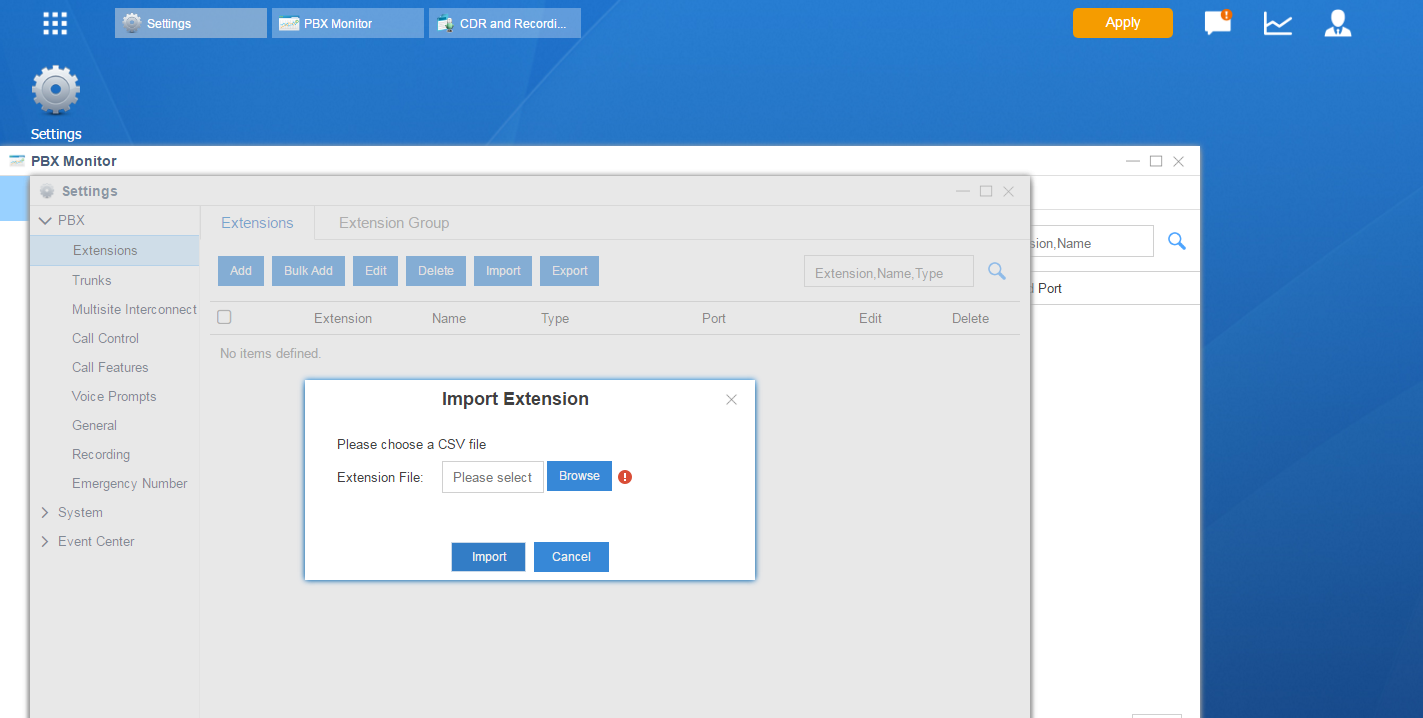 Settings
PBX Monitor
CDR and Recordi...
Apply
Settings
PBX Monitor
Settings
PBX
Extensions
Trunks
Multisite Interconnect
Call Control
Call Features
Voice Prompts
General
Recording
Emergency Number
System
Event Center
Extensions
Extension Group
Add
Bulk Add
Edit
Delete
Import
Export
Extension,Name,Type
Extension
Name
Type
Port
Edit
Delete
No items defined.
Import Extension
Please choose a CSV file
Extension File:
Please select
Browse
Import
Cancel
sion,Name
Port